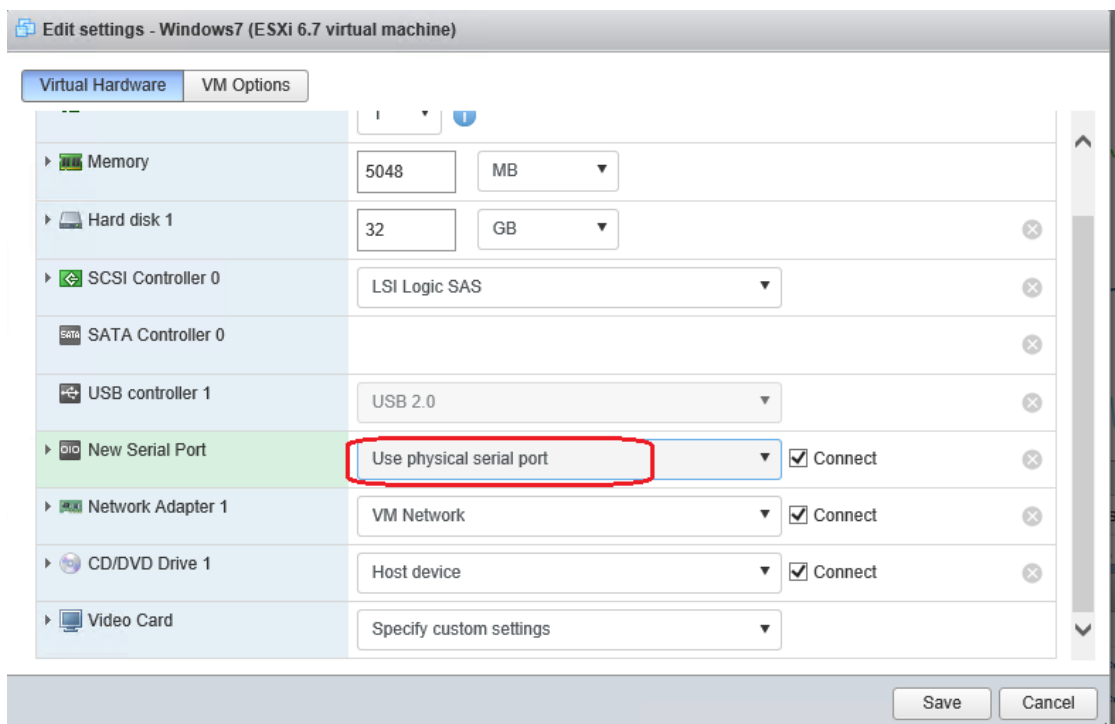 Edit settings - Windows7 (ESXi 6.7 virtual machine)
Virtual Hardware VM Options
Memory 5048 MB
Hard disk 1 32 GB
SCSI Controller 0 LSI Logic SAS
SATA Controller 0
USB controller 1 USB 2.0
New Serial Port Use physical serial port Connect
Network Adapter 1 VM Network Connect
CD/DVD Drive 1 Host device Connect
Video Card Specify custom settings
Save Cancel